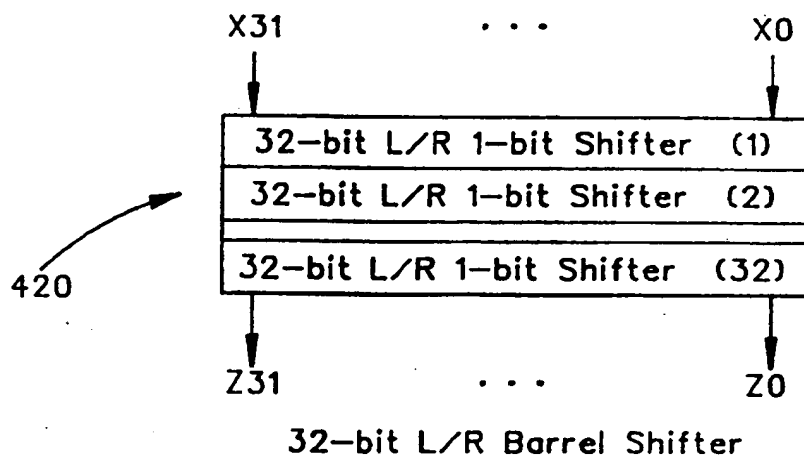 X31 . . . X0
32-bit L/R 1-bit Shifter (1)
32-bit L/R 1-bit Shifter (2)
32-bit L/R 1-bit Shifter (32)
420
Z31 . . . Z0
32-bit L/R Barrel Shifter